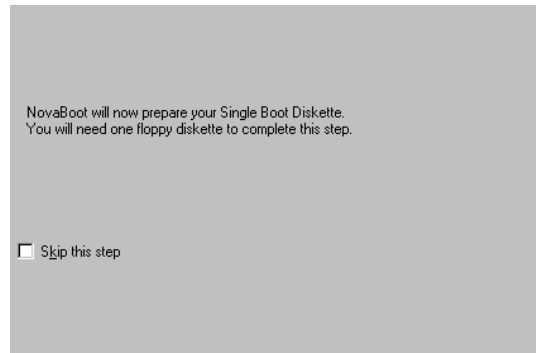 NovaBoot will now prepare your Single Boot Diskette.
You will need one floppy diskette to complete this step.
Skip this step